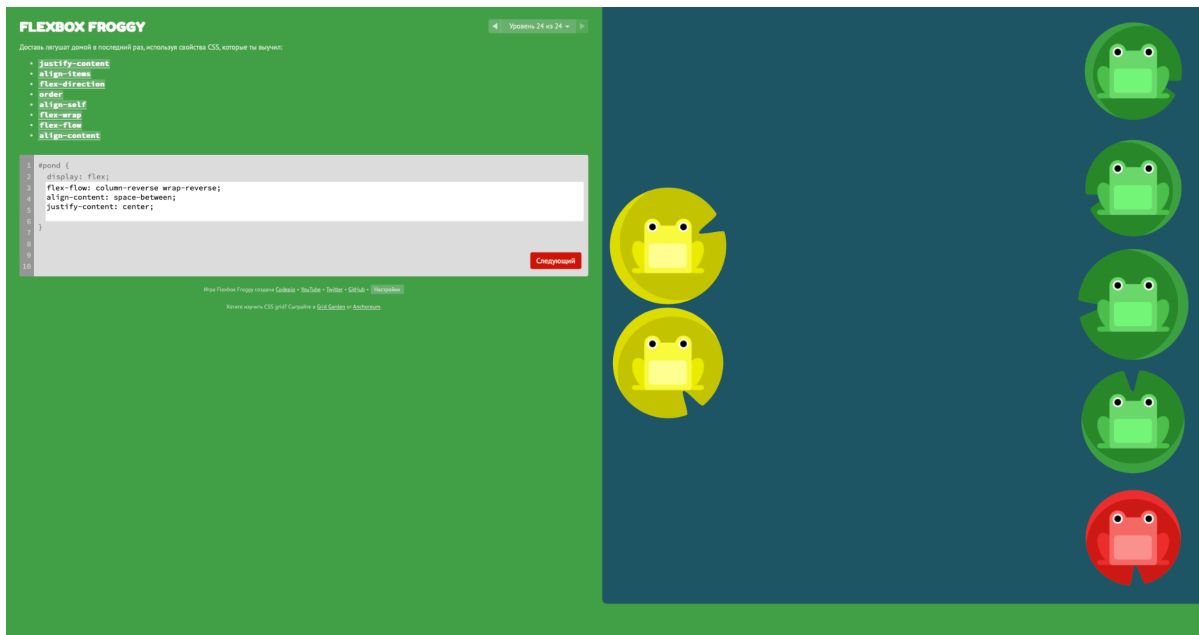 FLEXBOX FROGGY
◀ Уровень 24 из 24 ▾ ▶
Доставь лягушат домой в последний раз, используя свойства CSS, которые ты выучил:
• justify-content
• align-items
• flex-direction
• order
• align-self
• flex-wrap
• flex-flow
• align-content
1 #pond {
2 display: flex;
3 flex-flow: column-reverse wrap-reverse;
4 align-content: space-between;
5 justify-content: center;
6
7 }
8
9
10
Следующий
Игра Flexbox Froggy создана Codepip • YouTube • Twitter • GitHub • Настройки
Хотите изучить CSS grid? Сыграйте в Grid Garden or Anchoreum